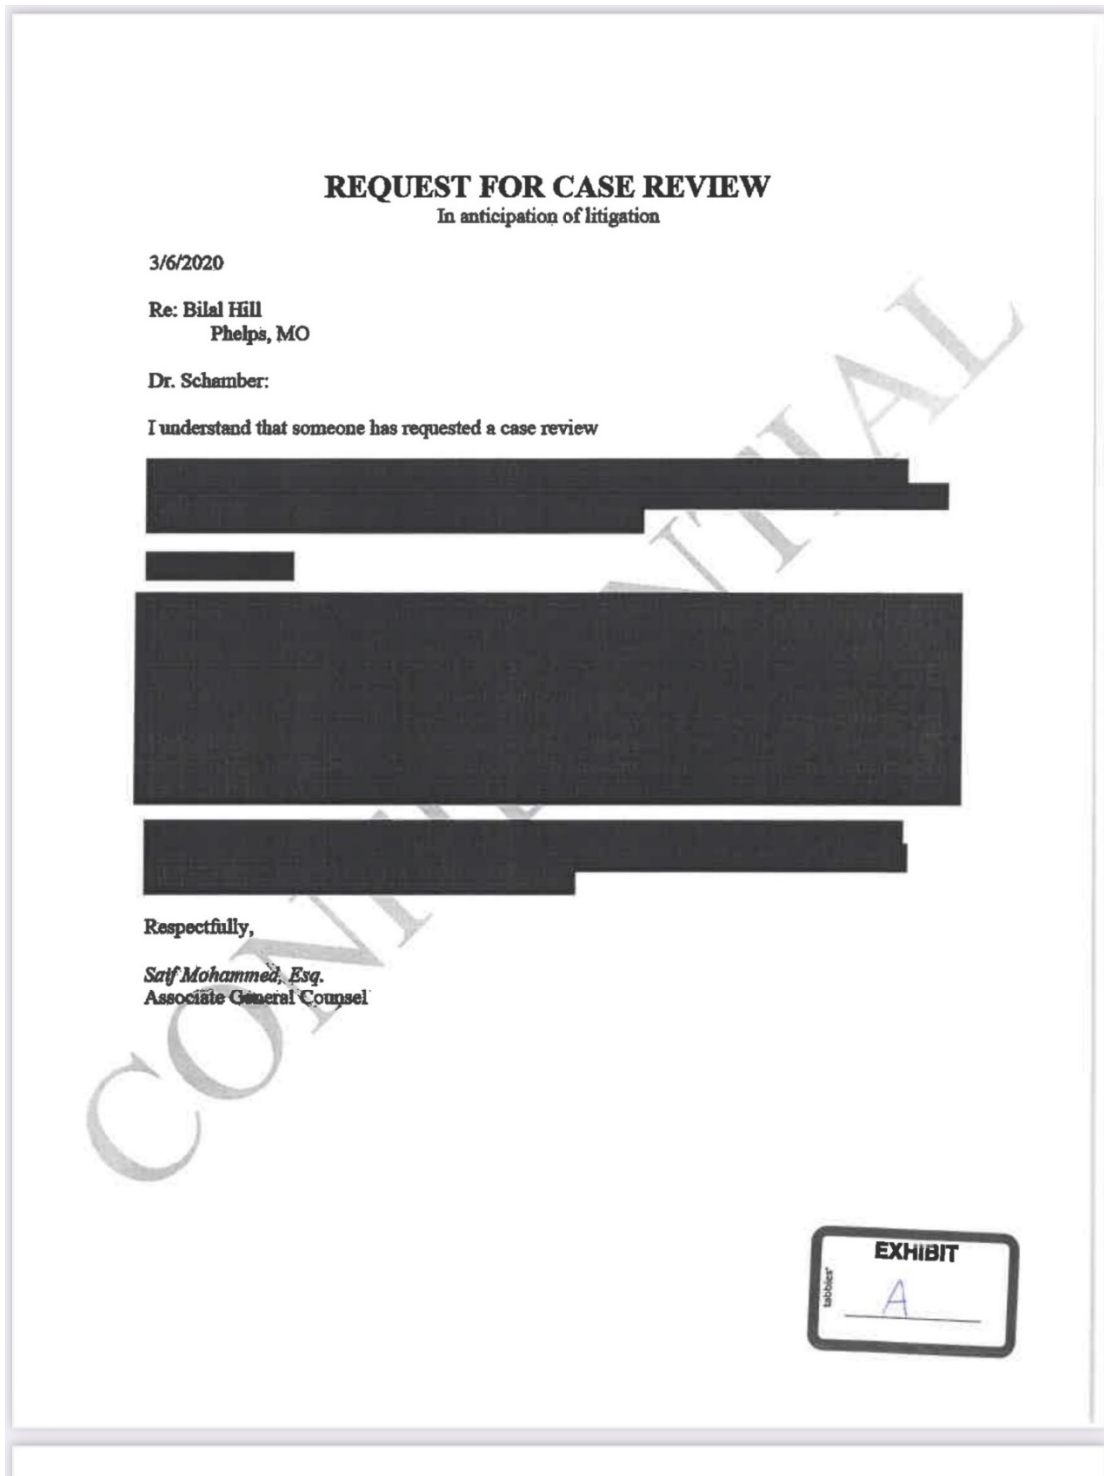 REQUEST FOR CASE REVIEW
In anticipation of litigation
3/6/2020
Re: Bilal Hill
Phelps, MO
Dr. Schamber:
I understand that someone has requested a case review
Respectfully,
Saif Mohammed, Esq.
Associate General Counsel
CONFIDENTIAL
EXHIBIT
tabbies'
A